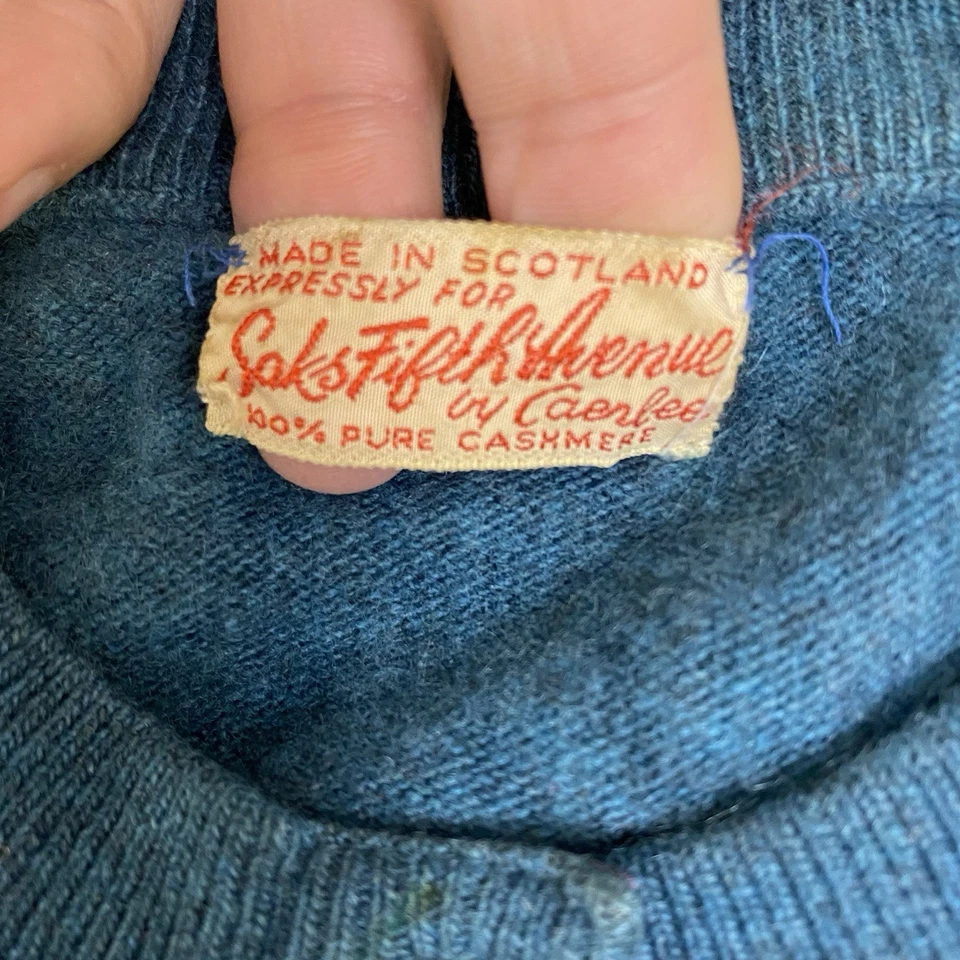 MADE IN SCOTLAND
EXPRESSLY FOR
Saks Fifth Avenue
by Caerlee
100% PURE CASHMERE